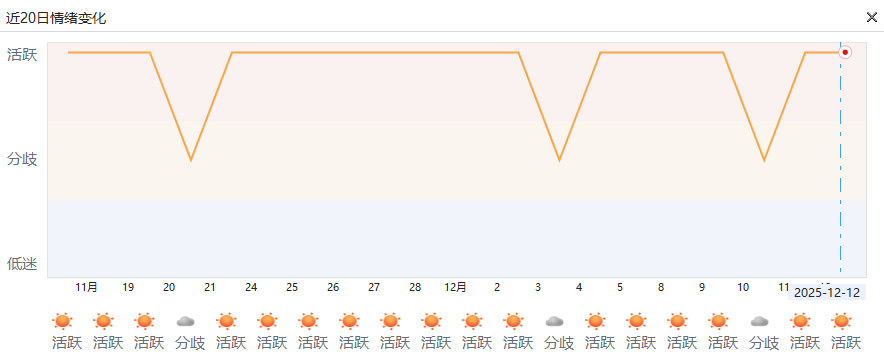 近20日情绪变化
活跃
分歧
低迷
11月 19 20 21 24 25 26 27 28 12月 2 3 4 5 8 9 10 11
2025-12-12
活跃 活跃 活跃 分歧 活跃 活跃 活跃 活跃 活跃 活跃 活跃 活跃 分歧 活跃 活跃 活跃 活跃 分歧 活跃 活跃